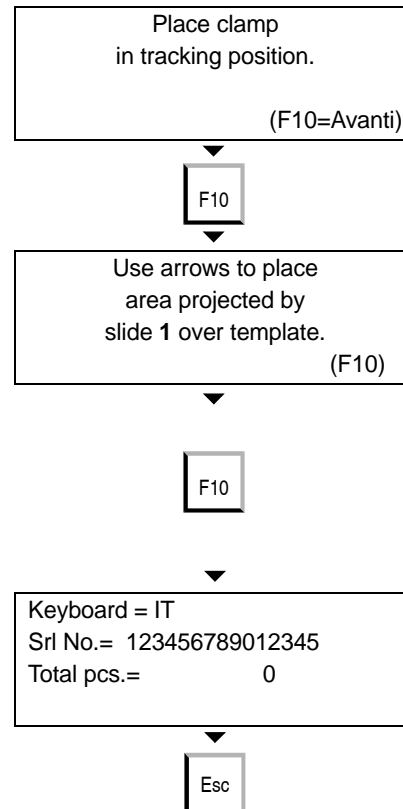 Place clamp
in tracking position.
(F10=Avanti)
F10
Use arrows to place
area projected by
slide 1 over template.
(F10)
F10
Keyboard = IT
Srl No.= 123456789012345
Total pcs.= 0
Esc